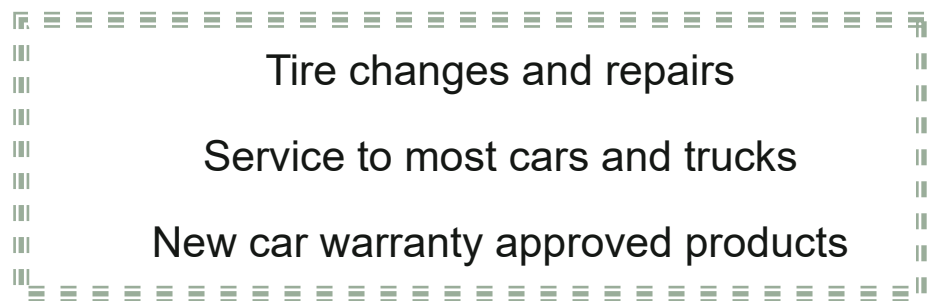 Tire changes and repairs
Service to most cars and trucks
New car warranty approved products